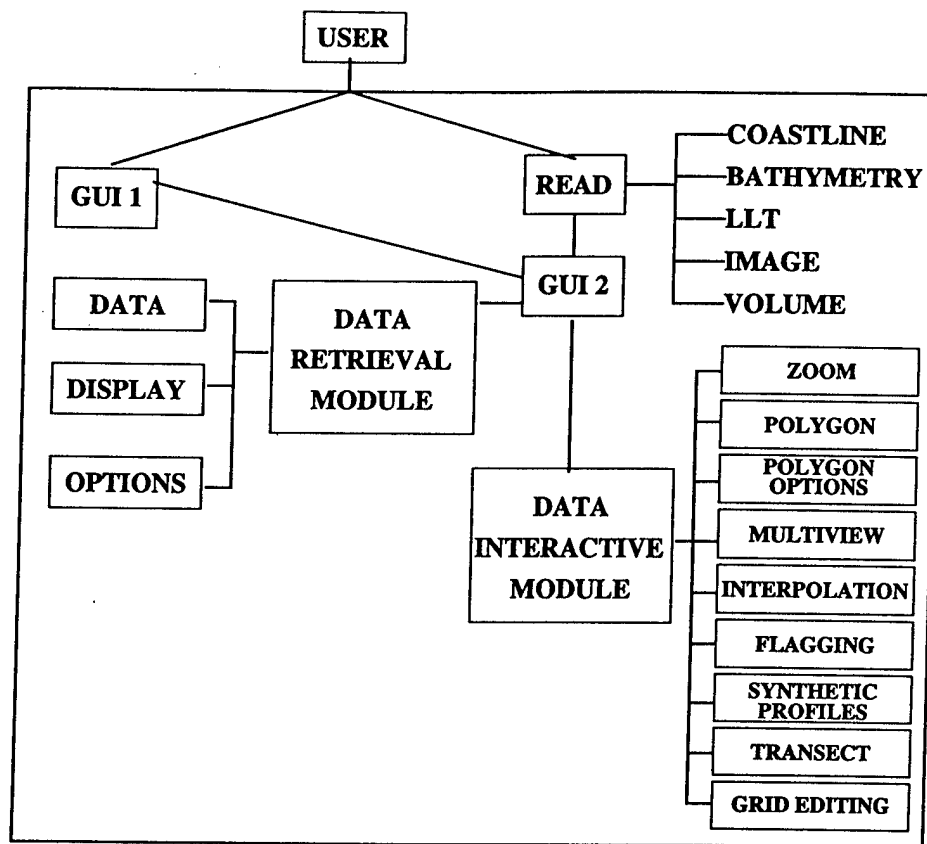 USER
GUI 1
READ
COASTLINE
BATHYMETRY
LLT
IMAGE
VOLUME
GUI 2
DATA
DISPLAY
OPTIONS
DATA
RETRIEVAL
MODULE
DATA
INTERACTIVE
MODULE
ZOOM
POLYGON
POLYGON
OPTIONS
MULTIVIEW
INTERPOLATION
FLAGGING
SYNTHETIC
PROFILES
TRANSECT
GRID EDITING